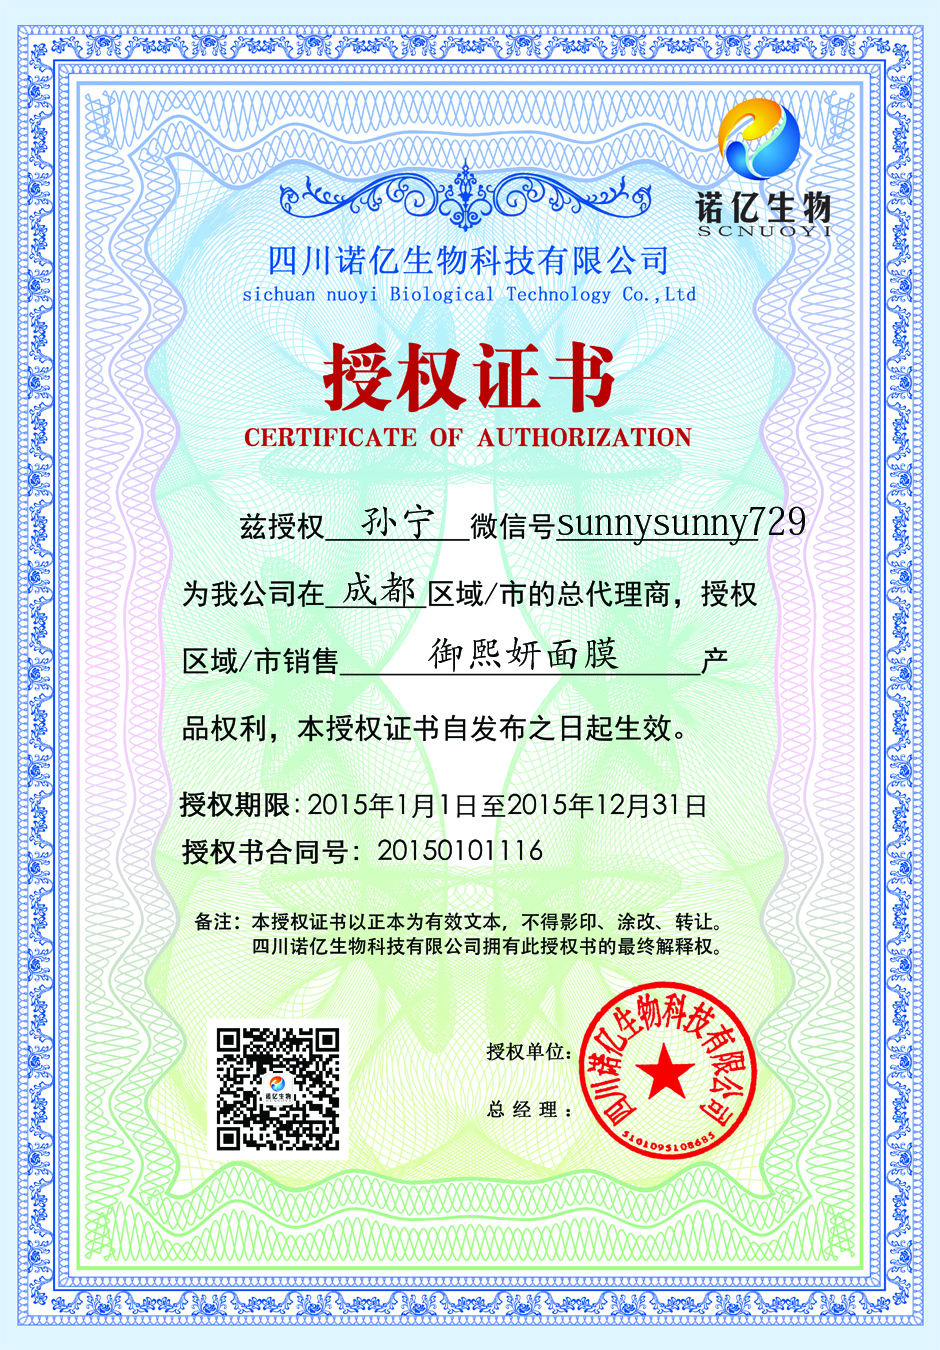 诺亿生物
SCNUOYI
四川诺亿生物科技有限公司
sichuan nuoyi Biological Technology Co.,Ltd
授权证书
CERTIFICATE OF AUTHORIZATION
兹授权 孙宁 微信号sunnysunny729
为我公司在 成都 区域/市的总代理商，授权
区域/市销售 御熙妍面膜 产
品权利，本授权证书自发布之日起生效。
授权期限：2015年1月1日至2015年12月31日
授权书合同号：20150101116
备注：本授权证书以正本为有效文本，不得影印、涂改、转让。
四川诺亿生物科技有限公司拥有此授权书的最终解释权。
诺亿生物
授权单位：
总经理：
四川诺亿生物科技有限公司
5101095108685